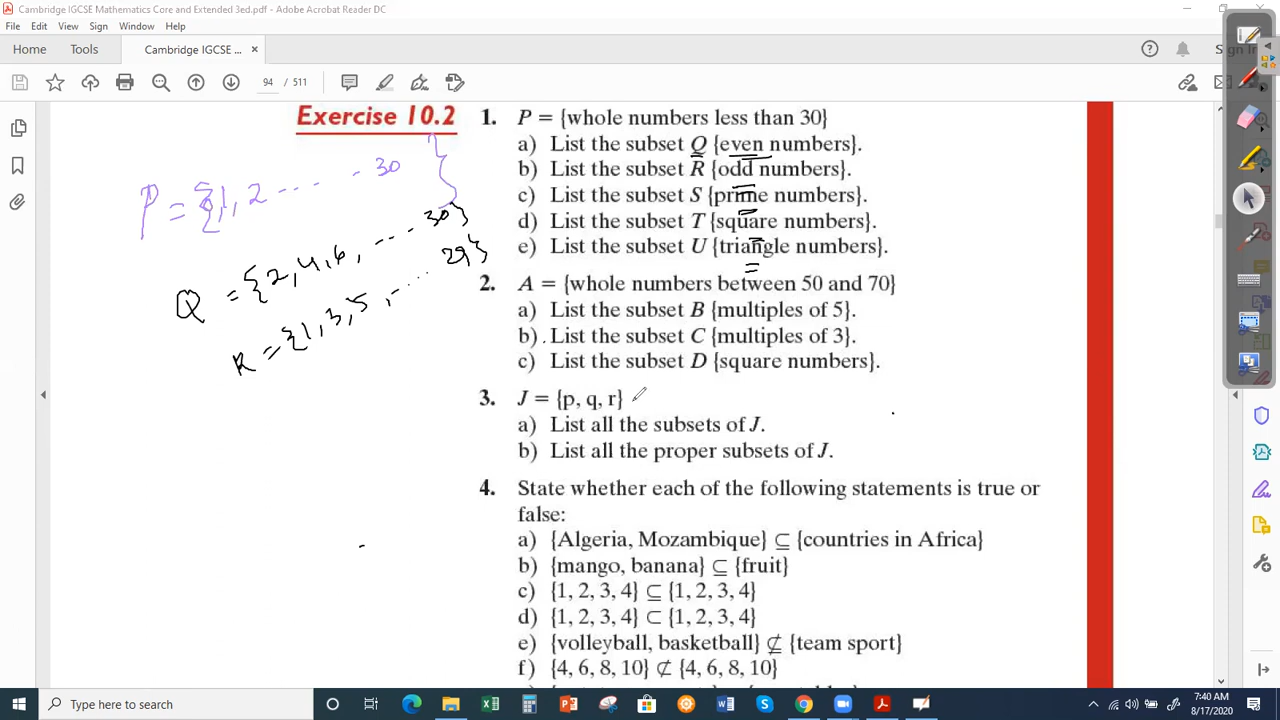 Cambridge IGCSE Mathematics Core and Extended 3ed.pdf - Adobe Acrobat Reader DC
File Edit View Sign Window Help
Home Tools Cambridge IGCSE ... × Sign In
94 / 511
Exercise 10.2
P = {1, 2 ... ... - 30 }
Q = {2, 4, 6, ... - 30}
R = {1, 3, 5, -... 29}
1. P = {whole numbers less than 30}
a) List the subset Q {even numbers}.
b) List the subset R {odd numbers}.
c) List the subset S {prime numbers}.
d) List the subset T {square numbers}.
e) List the subset U {triangle numbers}.
2. A = {whole numbers between 50 and 70}
a) List the subset B {multiples of 5}.
b) List the subset C {multiples of 3}.
c) List the subset D {square numbers}.
3. J = {p, q, r}
a) List all the subsets of J.
b) List all the proper subsets of J.
4. State whether each of the following statements is true or
false:
a) {Algeria, Mozambique} ⊆ {countries in Africa}
b) {mango, banana} ⊆ {fruit}
c) {1, 2, 3, 4} ⊆ {1, 2, 3, 4}
d) {1, 2, 3, 4} ⊂ {1, 2, 3, 4}
e) {volleyball, basketball} ⊈ {team sport}
f) {4, 6, 8, 10} ⊄ {4, 6, 8, 10}
Type here to search
7:40 AM
8/17/2020